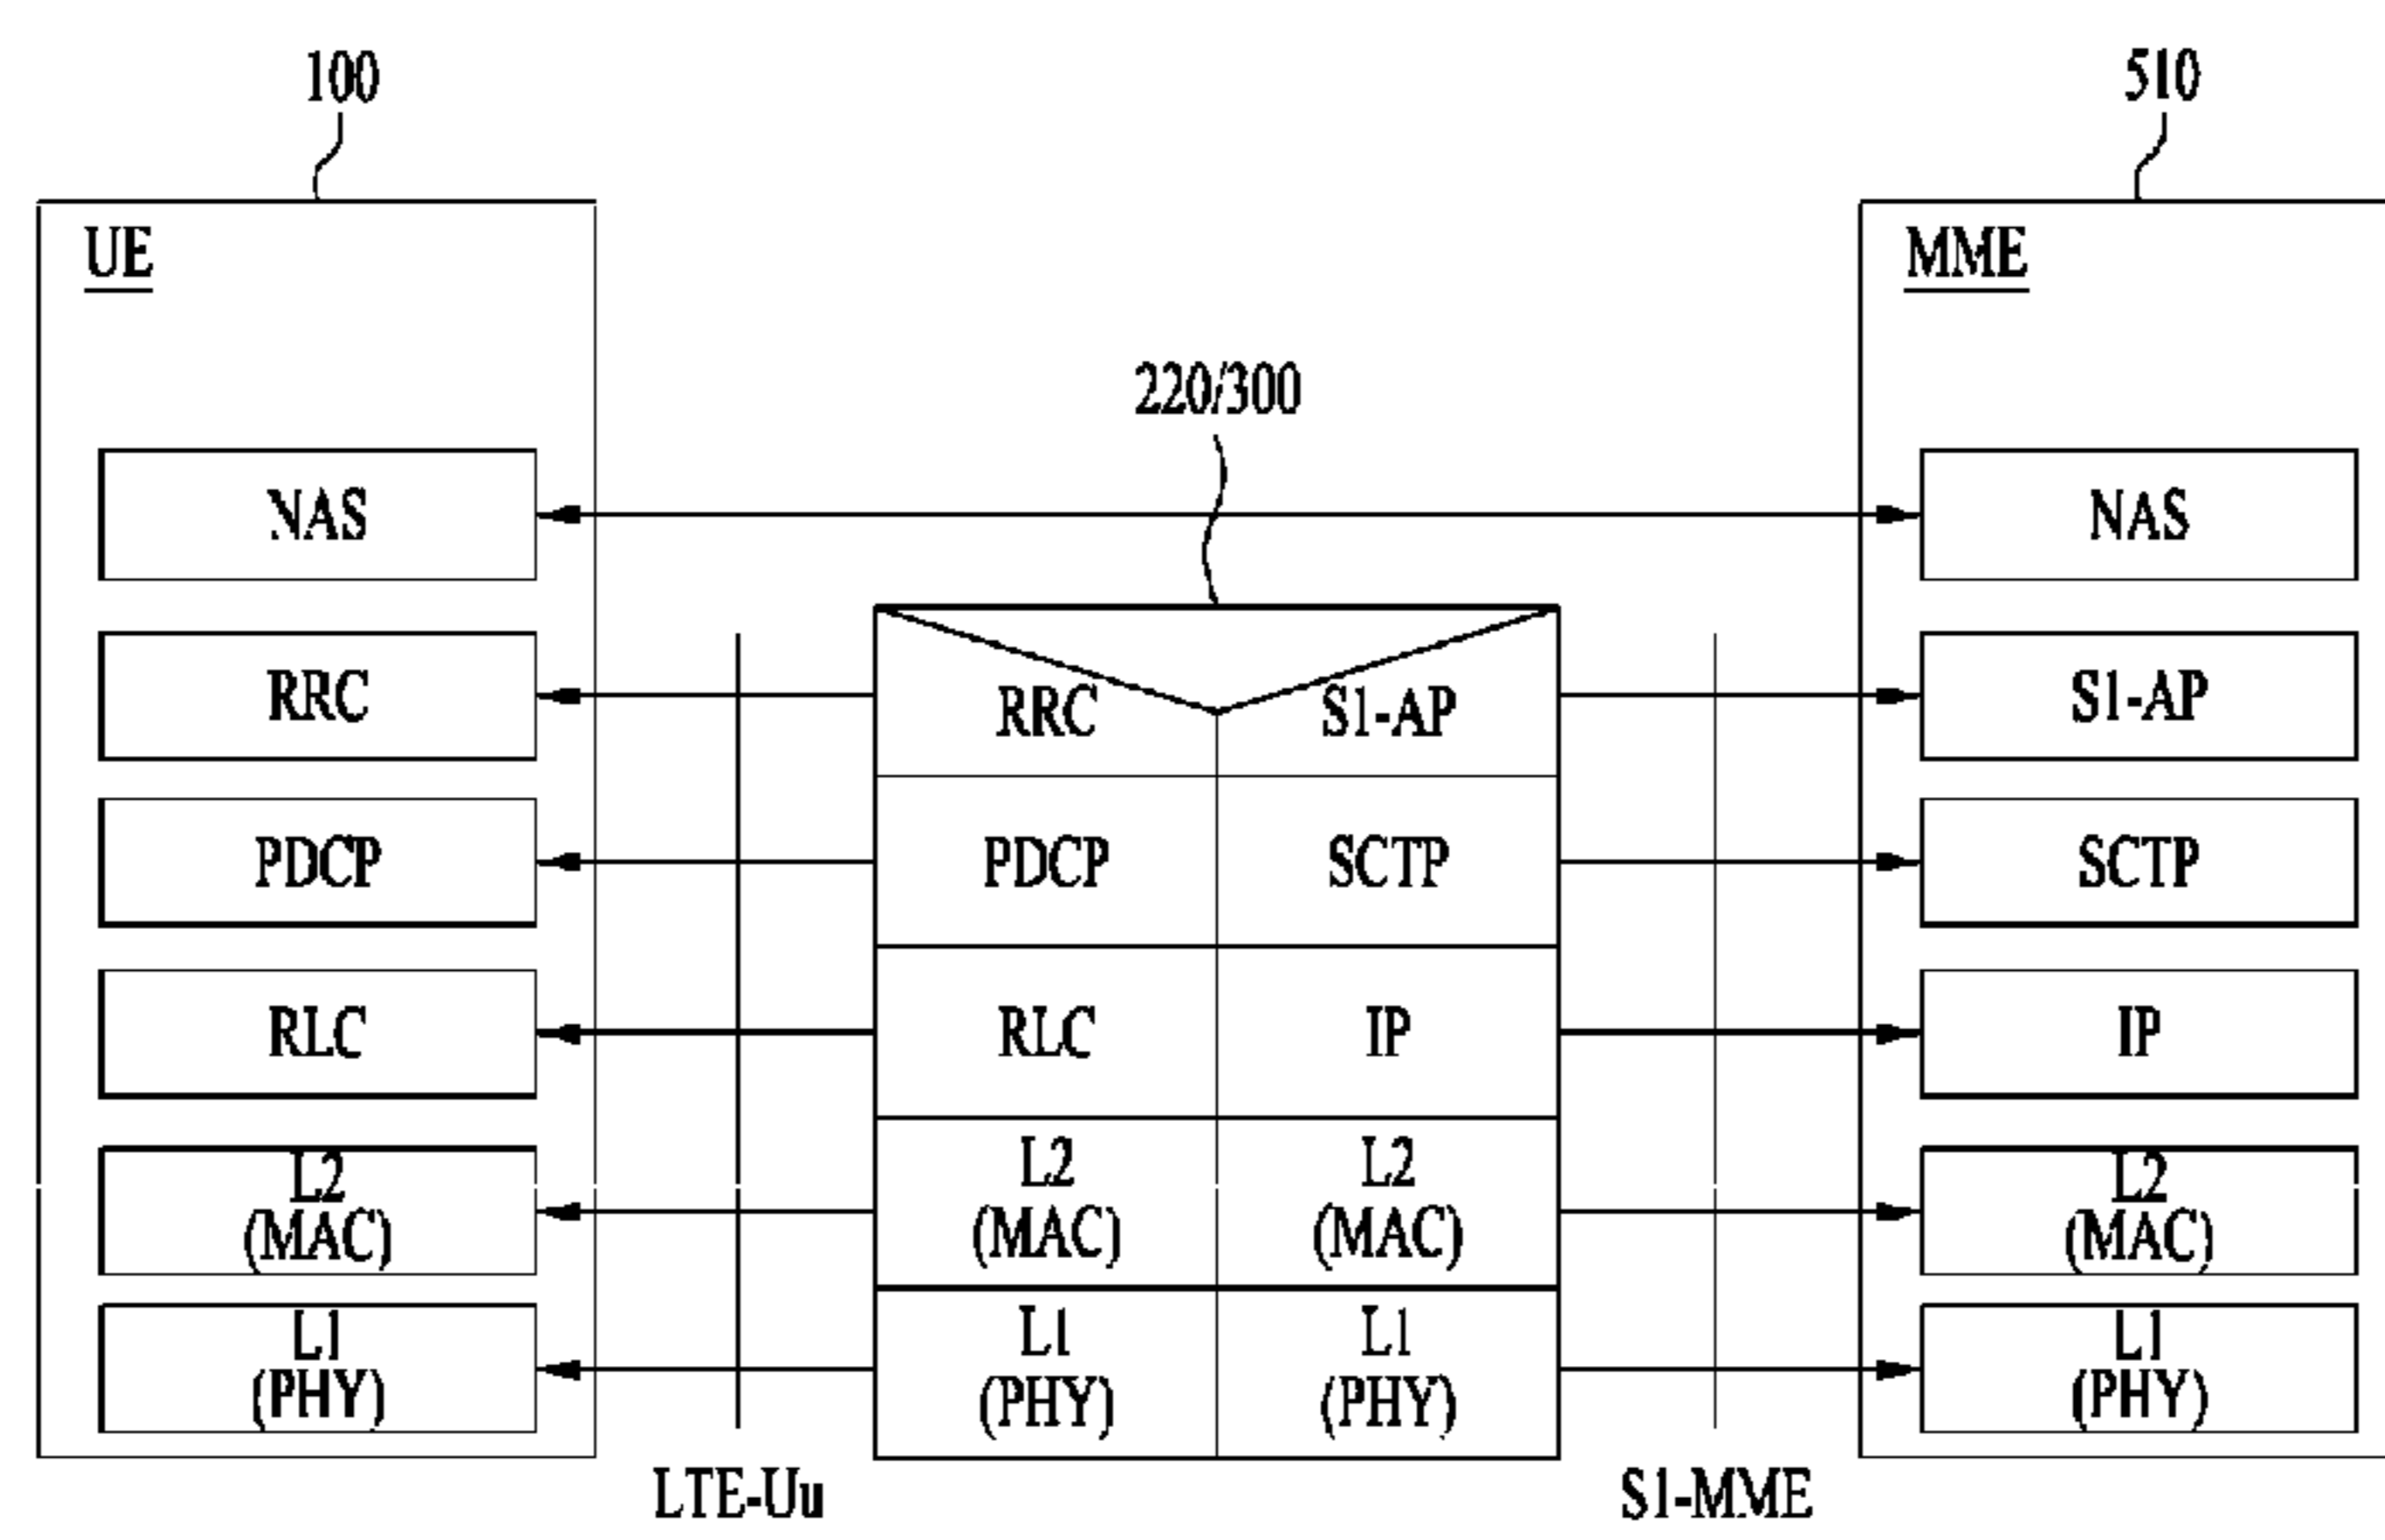 100
510
UE
MME
220/300
NAS
NAS
RRC
RRC
S1-AP
S1-AP
PDCP
PDCP
SCTP
SCTP
RLC
RLC
IP
IP
L2
(MAC)
L2
(MAC)
L2
(MAC)
L2
(MAC)
L1
(PHY)
L1
(PHY)
L1
(PHY)
L1
(PHY)
LTE-Uu
S1-MME